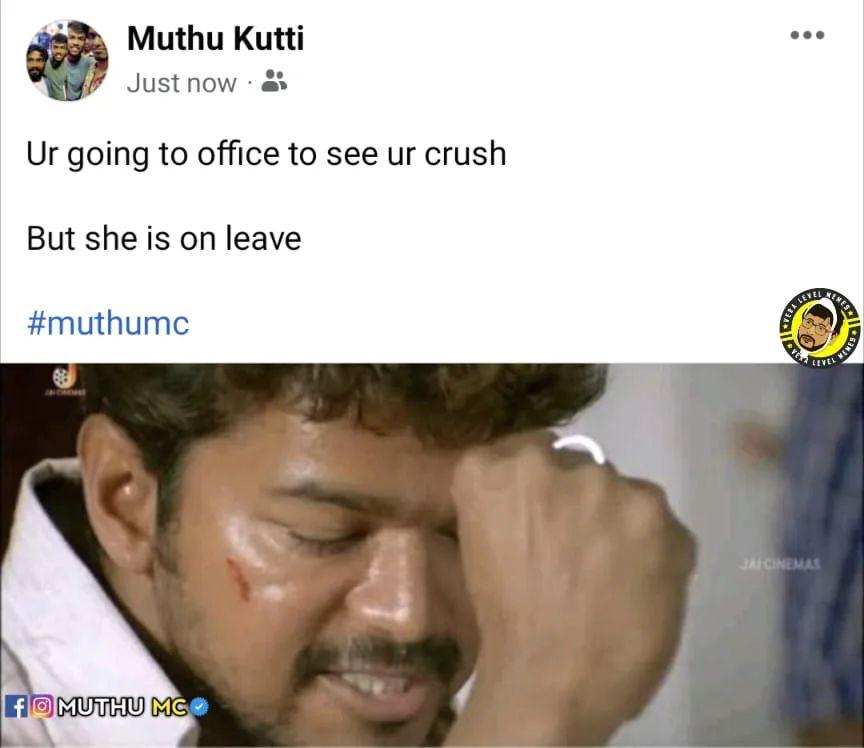 Muthu Kutti
Just now ·
Ur going to office to see ur crush
But she is on leave
#muthumc
VERA LEVEL MEMES
VERA LEVEL MEMES
JAI CINEMAS
JAI CINEMAS
MUTHU MC